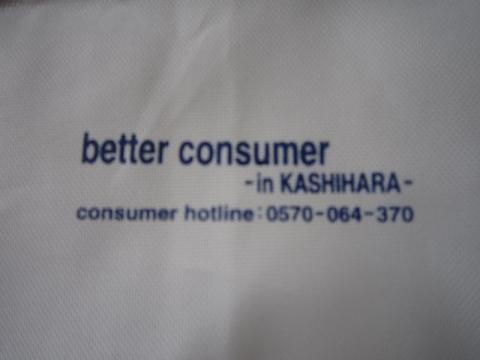 better consumer
-in KASHIHARA-
consumer hotline:0570-064-370